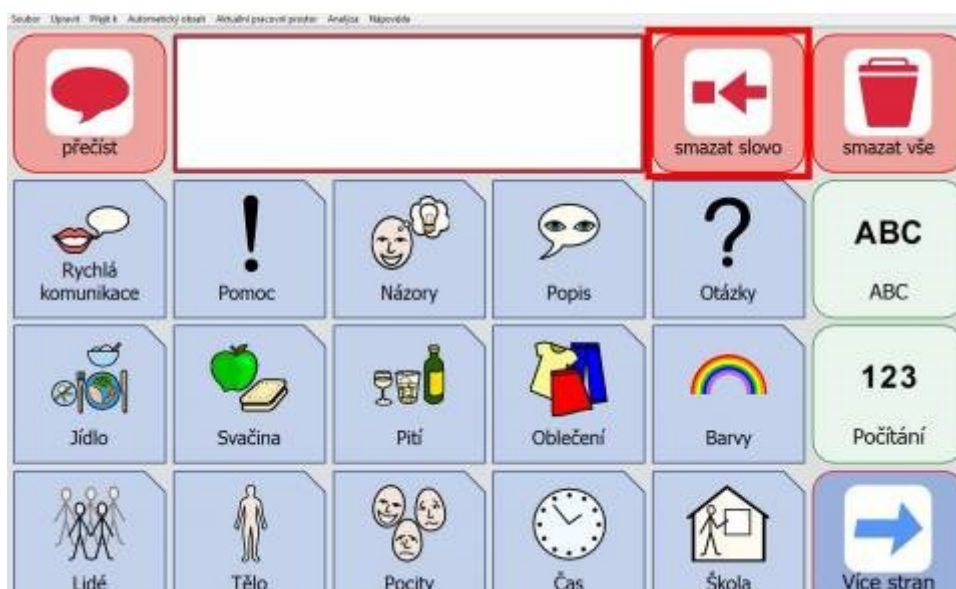 Soubor Upravit Přejít k Automatický obsah Aktuální pracovní prostor Analýza Nápověda
přečíst
smazat slovo
smazat vše
Rychlá
komunikace
Pomoc
Názory
Popis
Otázky
ABC
ABC
Jídlo
Svačina
Pití
Oblečení
Barvy
123
Počítání
Lidé
Tělo
Pocity
Čas
Škola
Více stran